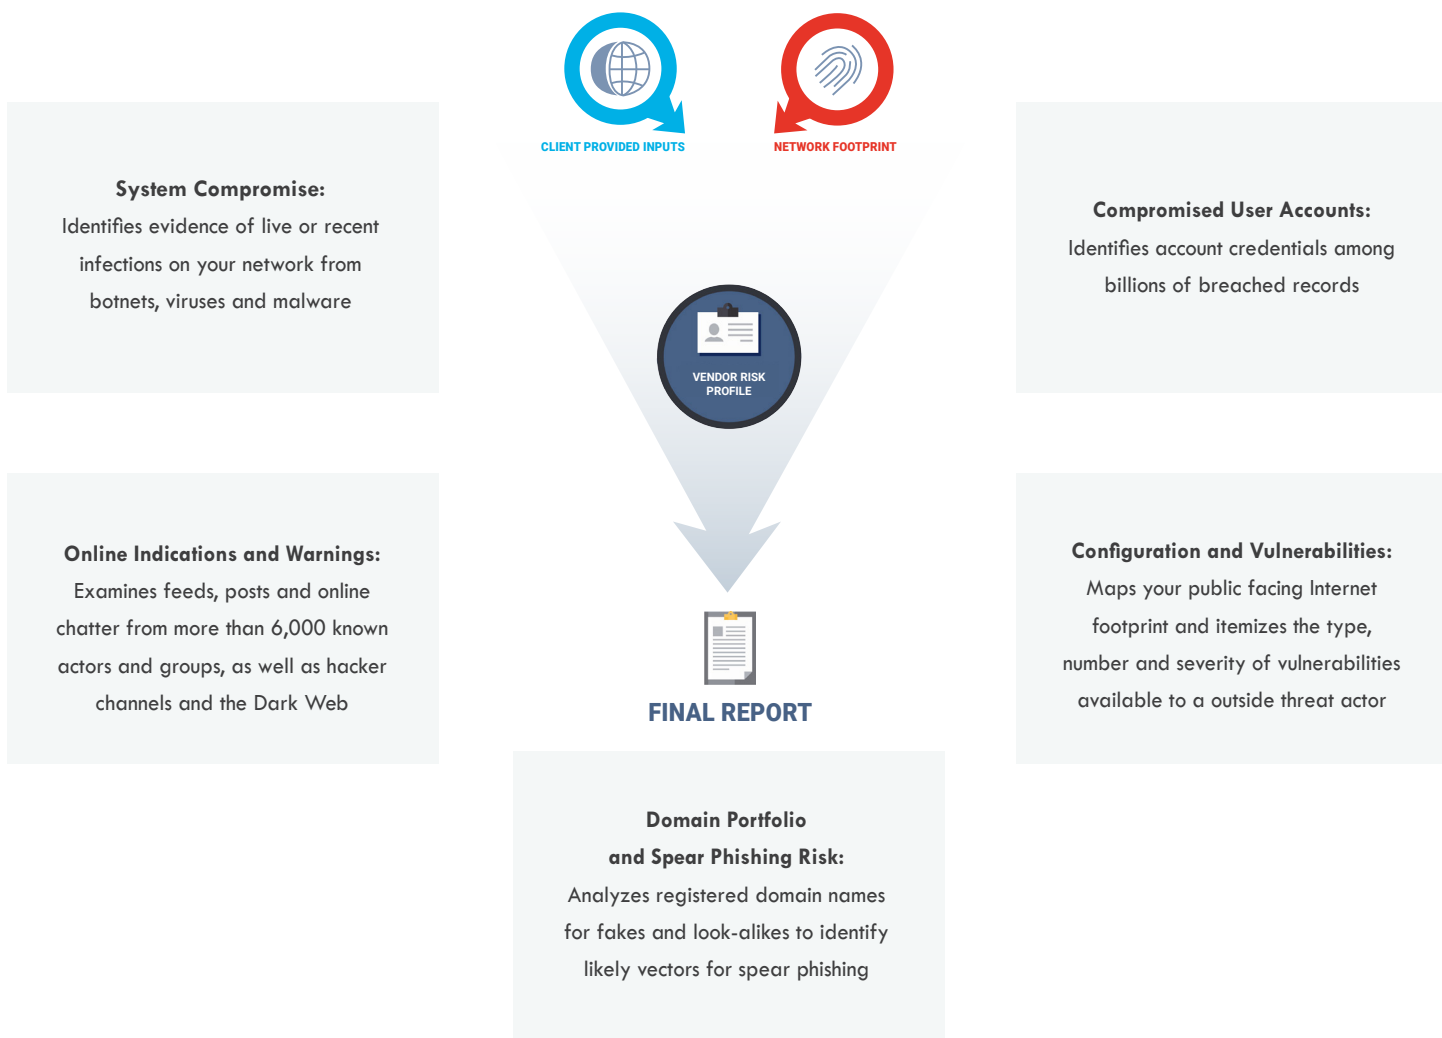 CLIENT PROVIDED INPUTS
NETWORK FOOTPRINT
System Compromise:
Identifies evidence of live or recent
infections on your network from
botnets, viruses and malware
Compromised User Accounts:
Identifies account credentials among
billions of breached records
VENDOR RISK
PROFILE
Online Indications and Warnings:
Examines feeds, posts and online
chatter from more than 6,000 known
actors and groups, as well as hacker
channels and the Dark Web
Configuration and Vulnerabilities:
Maps your public facing Internet
footprint and itemizes the type,
number and severity of vulnerabilities
available to a outside threat actor
FINAL REPORT
Domain Portfolio
and Spear Phishing Risk:
Analyzes registered domain names
for fakes and look-alikes to identify
likely vectors for spear phishing